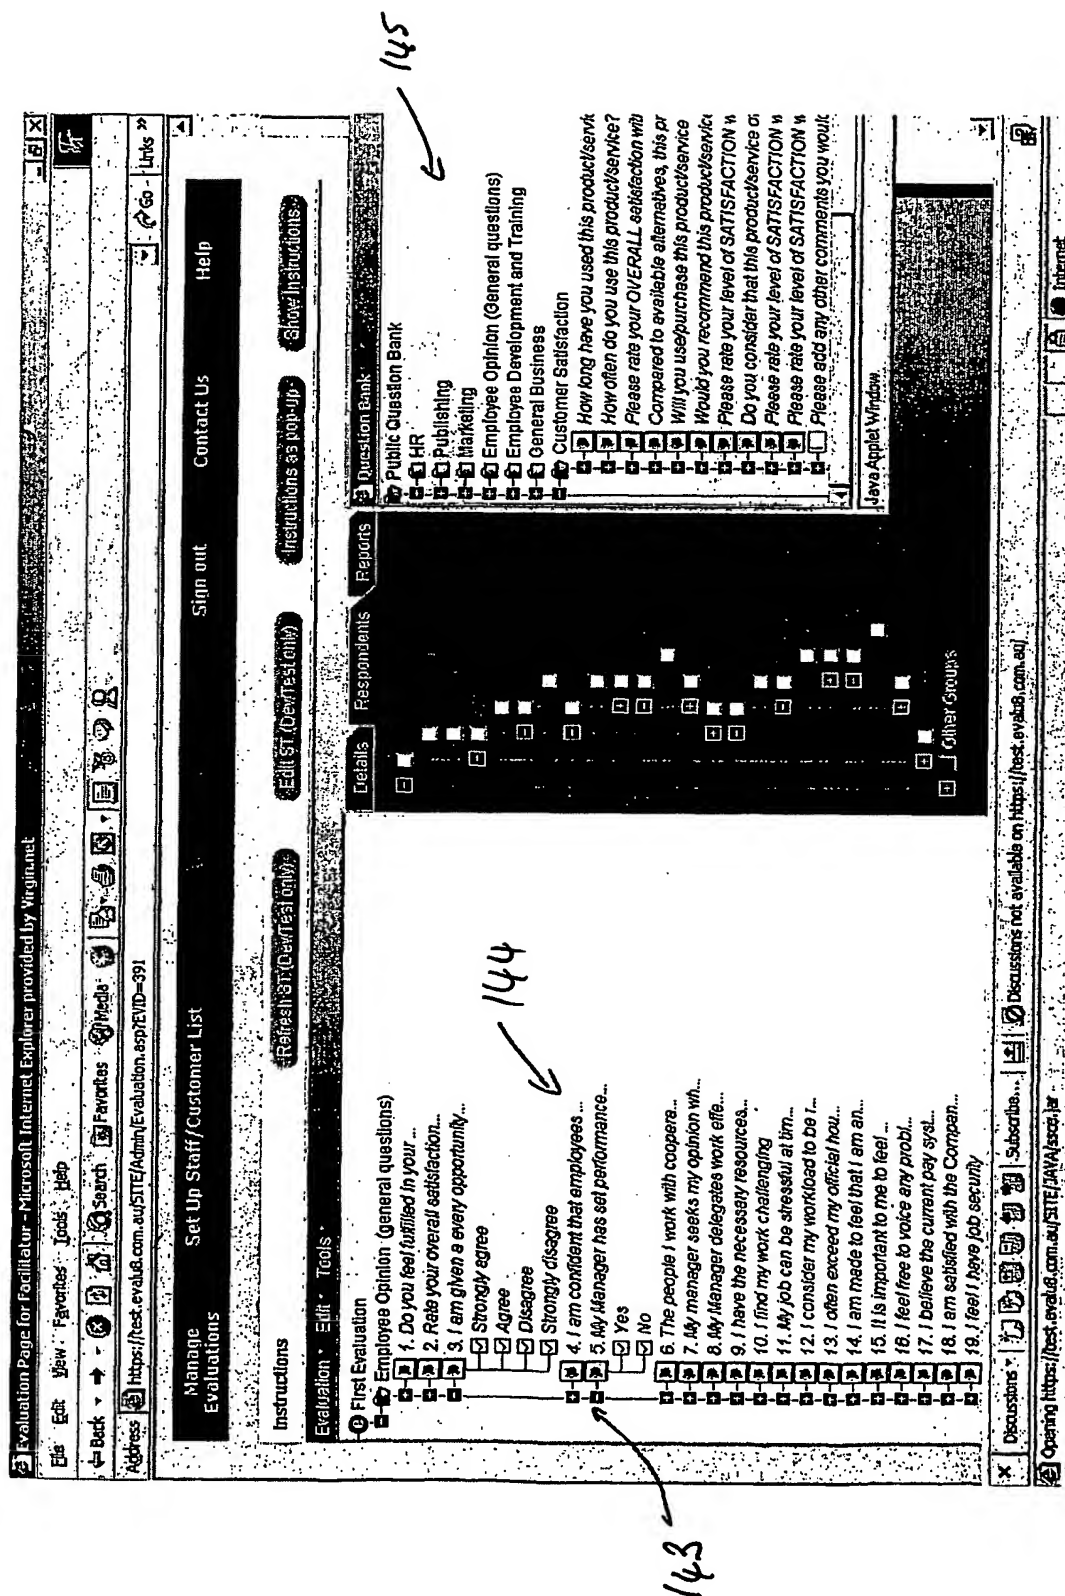 Evaluation Page for Facilitator - Microsoft Internet Explorer provided by Virgin.net
File Edit View Favorites Tools Help
Back Search Favorites Media
Address https://test.evalu8.com.au/SITE/Admin/Evaluation.asp?EVID=391 Go Links »
Manage Evaluations Set Up Staff/Customer List Sign out Contact Us Help
Instructions Refresh ST (Dev/Test only) Edit ST (Dev/Test only) Instructions as pop-up Show Instructions
Evaluation Edit Tools
First Evaluation
Employee Opinion (general questions)
1. Do you feel fulfilled in your ...
2. Rate your overall satisfaction...
3. I am given a every opportunity...
Strongly agree
Agree
Disagree
Strongly disagree
4. I am confident that employees ...
5. My Manager has set performance...
Yes
No
6. The people I work with coopera...
7. My manager seeks my opinion wh...
8. My Manager delegates work effe...
9. I have the necessary resources...
10. I find my work challenging
11. My job can be stressful at tim...
12. I consider my workload to be r...
13. I often exceed my official hou...
14. I am made to feel that I am an...
15. It is important to me to feel ...
16. I feel free to voice any probl...
17. I believe the current pay syst...
18. I am satisfied with the Compan...
19. I feel I have job security
143
144
Details Respondents Reports
Other Groups
Question Bank
Public Question Bank
HR
Publishing
Marketing
Employee Opinion (General questions)
Employee Development and Training
General Business
Customer Satisfaction
How long have you used this product/servic
How often do you use this product/service?
Please rate your OVERALL satisfaction with
Compared to available alternatives, this pr
Will you use/purchase this product/service
Would you recommend this product/service
Please rate your level of SATISFACTION w
Do you consider that this product/service of
Please rate your level of SATISFACTION w
Please rate your level of SATISFACTION w
Please add any other comments you would
Java Applet Window
145
Discussions Subscribe... Discussions not available on https://test.evalu8.com.au/
Opening https://test.evalu8.com.au/SITE/JAVA/sscp.jar Internet